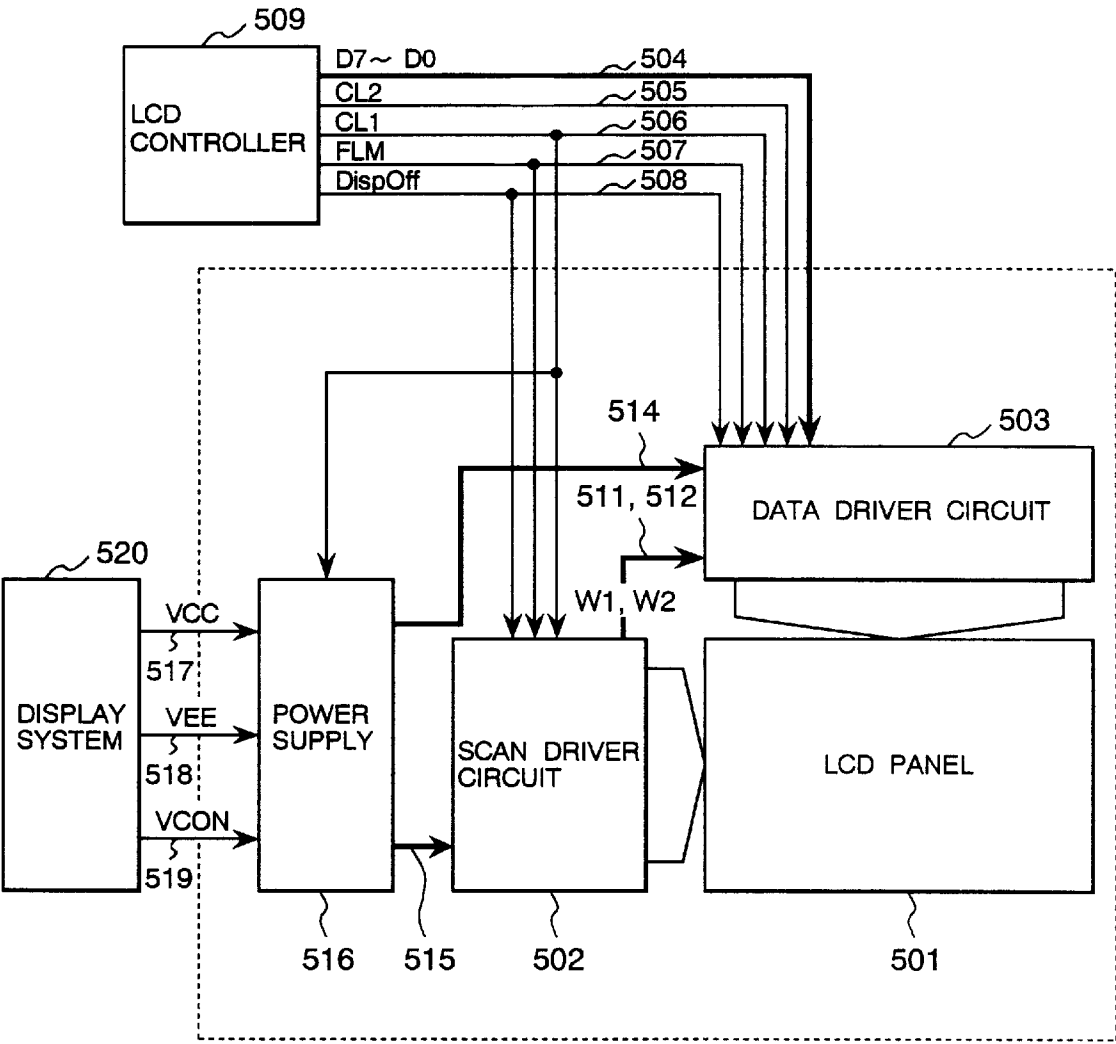 509
LCD
CONTROLLER
D7~ D0
504
CL2
505
CL1
506
FLM
507
DispOff
508
514
503
511, 512
DATA DRIVER CIRCUIT
W1, W2
520
VCC
517
DISPLAY
SYSTEM
VEE
518
VCON
519
POWER
SUPPLY
SCAN DRIVER
CIRCUIT
LCD PANEL
516
515
502
501